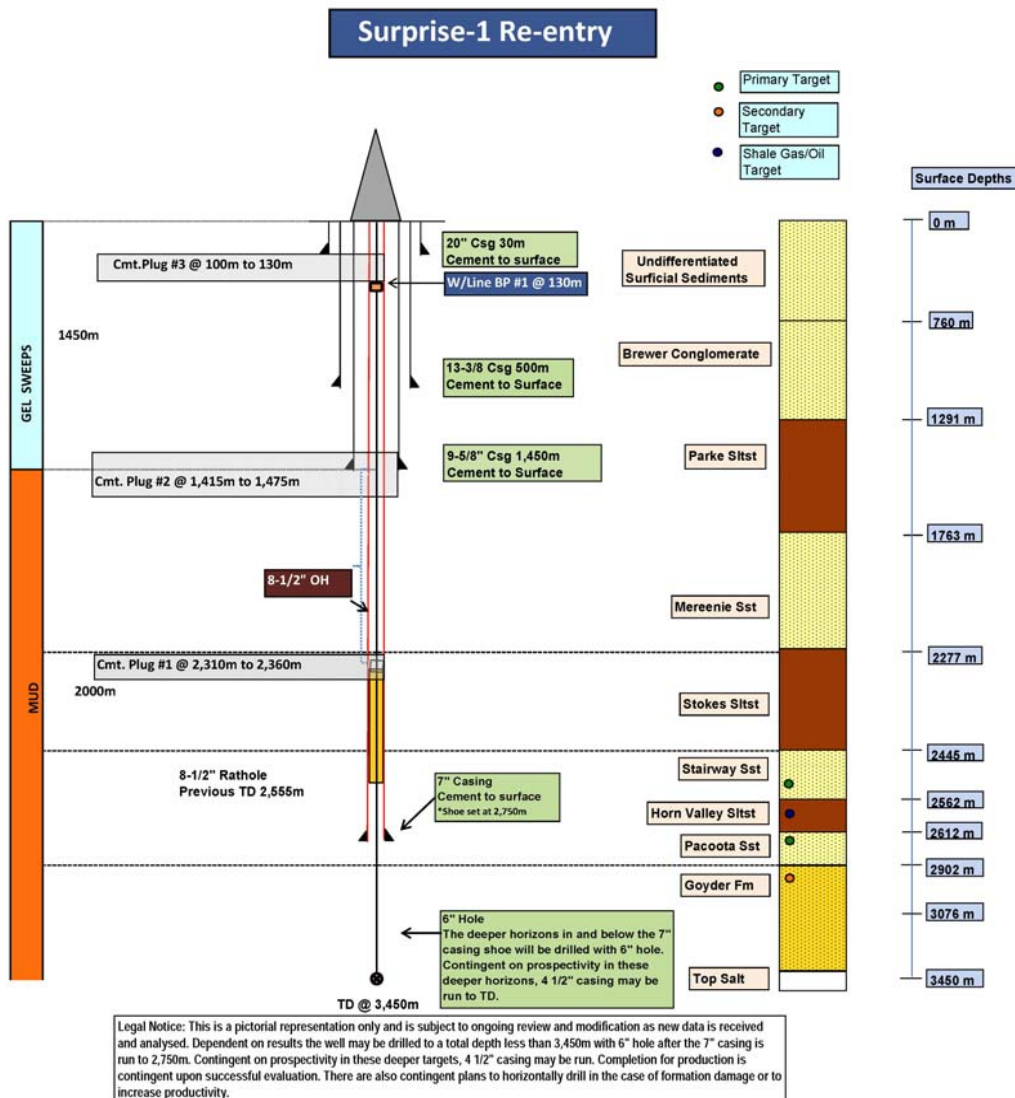 Surprise-1 Re-entry
Primary Target
Secondary
Target
Shale Gas/Oil
Target
Surface Depths
0 m
20" Csg 30m
Cement to surface
Cmt.Plug #3 @ 100m to 130m
W/Line BP #1 @ 130m
Undifferentiated
Surficial Sediments
760 m
1450m
GEL SWEEPS
Brewer Conglomerate
13-3/8 Csg 500m
Cement to Surface
1291 m
9-5/8" Csg 1,450m
Cement to Surface
Parke Sltst
Cmt. Plug #2 @ 1,415m to 1,475m
1763 m
8-1/2" OH
Mereenie Sst
2277 m
Cmt. Plug #1 @ 2,310m to 2,360m
2000m
MUD
Stokes Sltst
2445 m
8-1/2" Rathole
Previous TD 2,555m
7" Casing
Cement to surface
*Shoe set at 2,750m
Stairway Sst
2562 m
Horn Valley Sltst
2612 m
Pacoota Sst
2902 m
Goyder Fm
3076 m
6" Hole
The deeper horizons in and below the 7"
casing shoe will be drilled with 6" hole.
Contingent on prospectivity in these
deeper horizons, 4 1/2" casing may be
run to TD.
Top Salt
3450 m
TD @ 3,450m
Legal Notice: This is a pictorial representation only and is subject to ongoing review and modification as new data is received
and analysed. Dependent on results the well may be drilled to a total depth less than 3,450m with 6" hole after the 7" casing is
run to 2,750m. Contingent on prospectivity in these deeper targets, 4 1/2" casing may be run. Completion for production is
contingent upon successful evaluation. There are also contingent plans to horizontally drill in the case of formation damage or to
increase productivity.